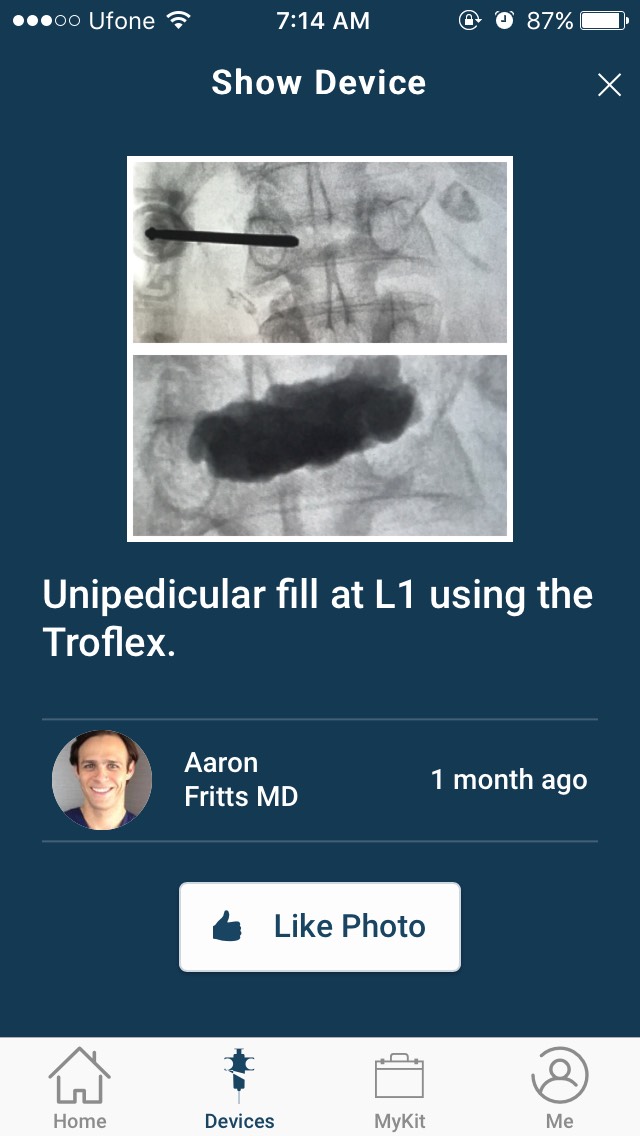 Ufone 7:14 AM 87%
Show Device
Unipedicular fill at L1 using the
Troflex.
Aaron
Fritts MD
1 month ago
Like Photo
Home Devices MyKit Me